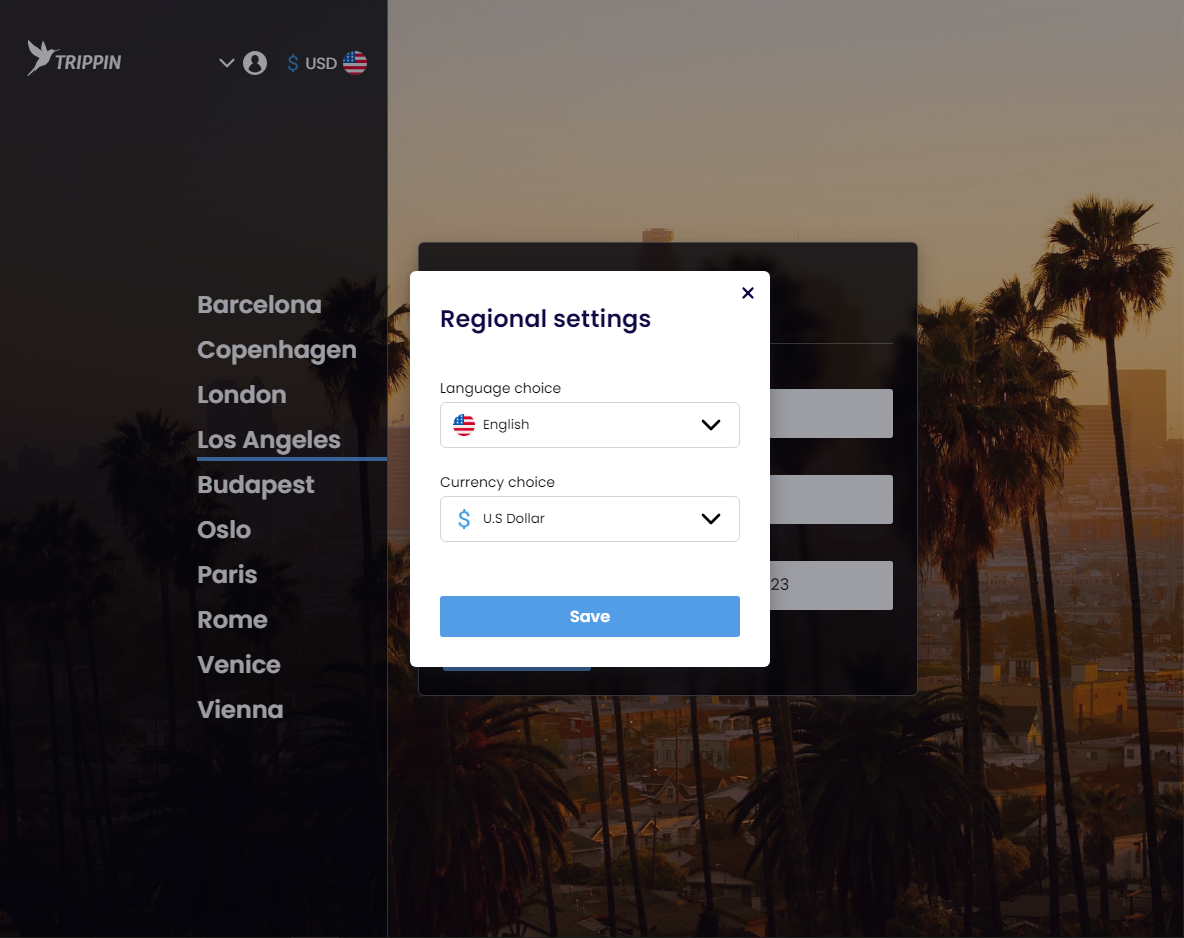 TRIPPIN
$ USD
Barcelona
Copenhagen
London
Los Angeles
Budapest
Oslo
Paris
Rome
Venice
Vienna
Regional settings
Language choice
English
Currency choice
$ U.S Dollar
Save
23